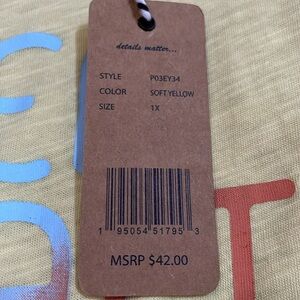 details matter...
STYLE P03EY34
COLOR SOFT YELLOW
SIZE 1X
1 95054 51795 3
MSRP $42.00